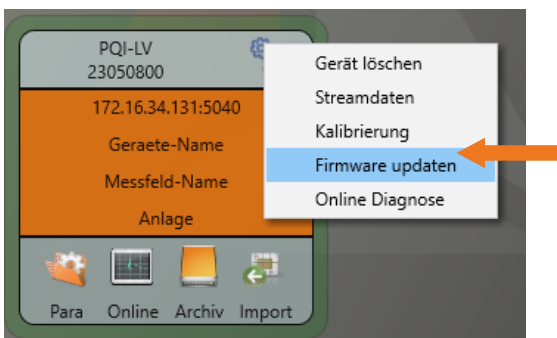 PQI-LV
23050800
172.16.34.131:5040
Geraete-Name
Messfeld-Name
Anlage
Para Online Archiv Import
Gerät löschen
Streamdaten
Kalibrierung
Firmware updaten
Online Diagnose